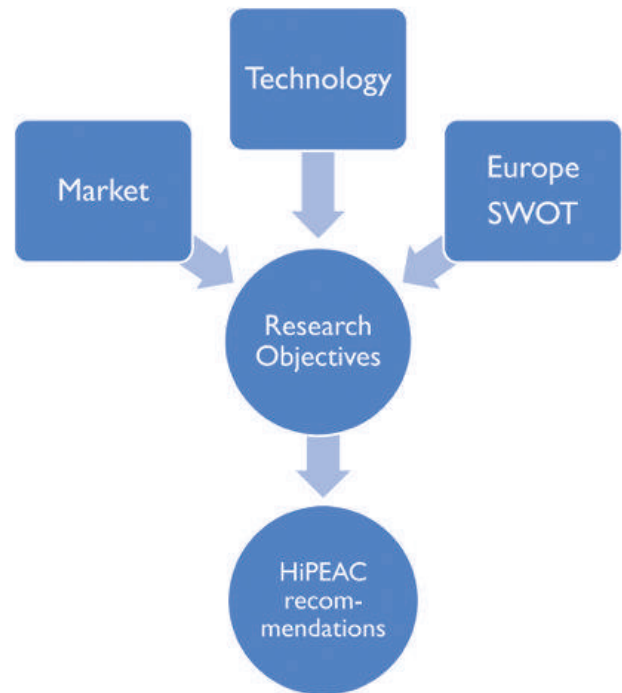 Technology
Market
Europe
SWOT
Research
Objectives
HiPEAC
recom-
mendations